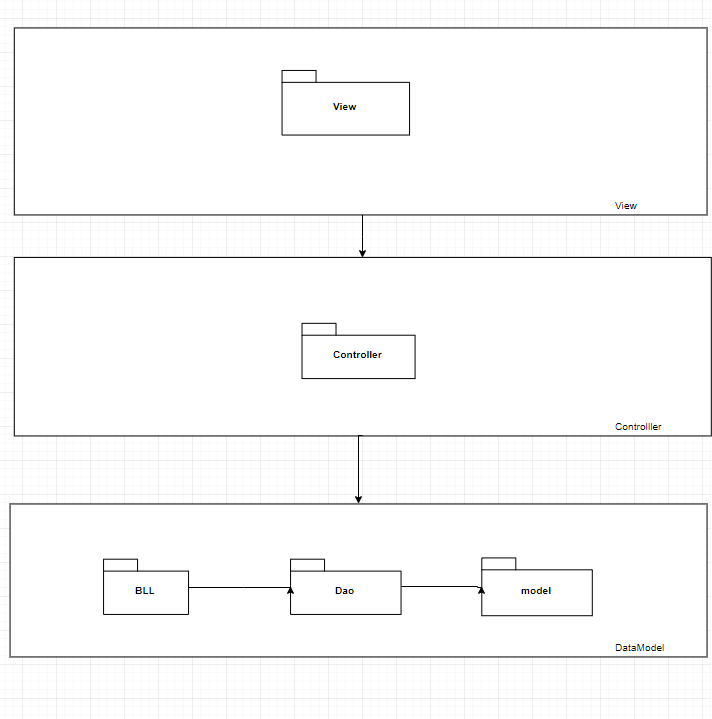 View
View
Controller
Controlller
BLL
Dao
model
DataModel